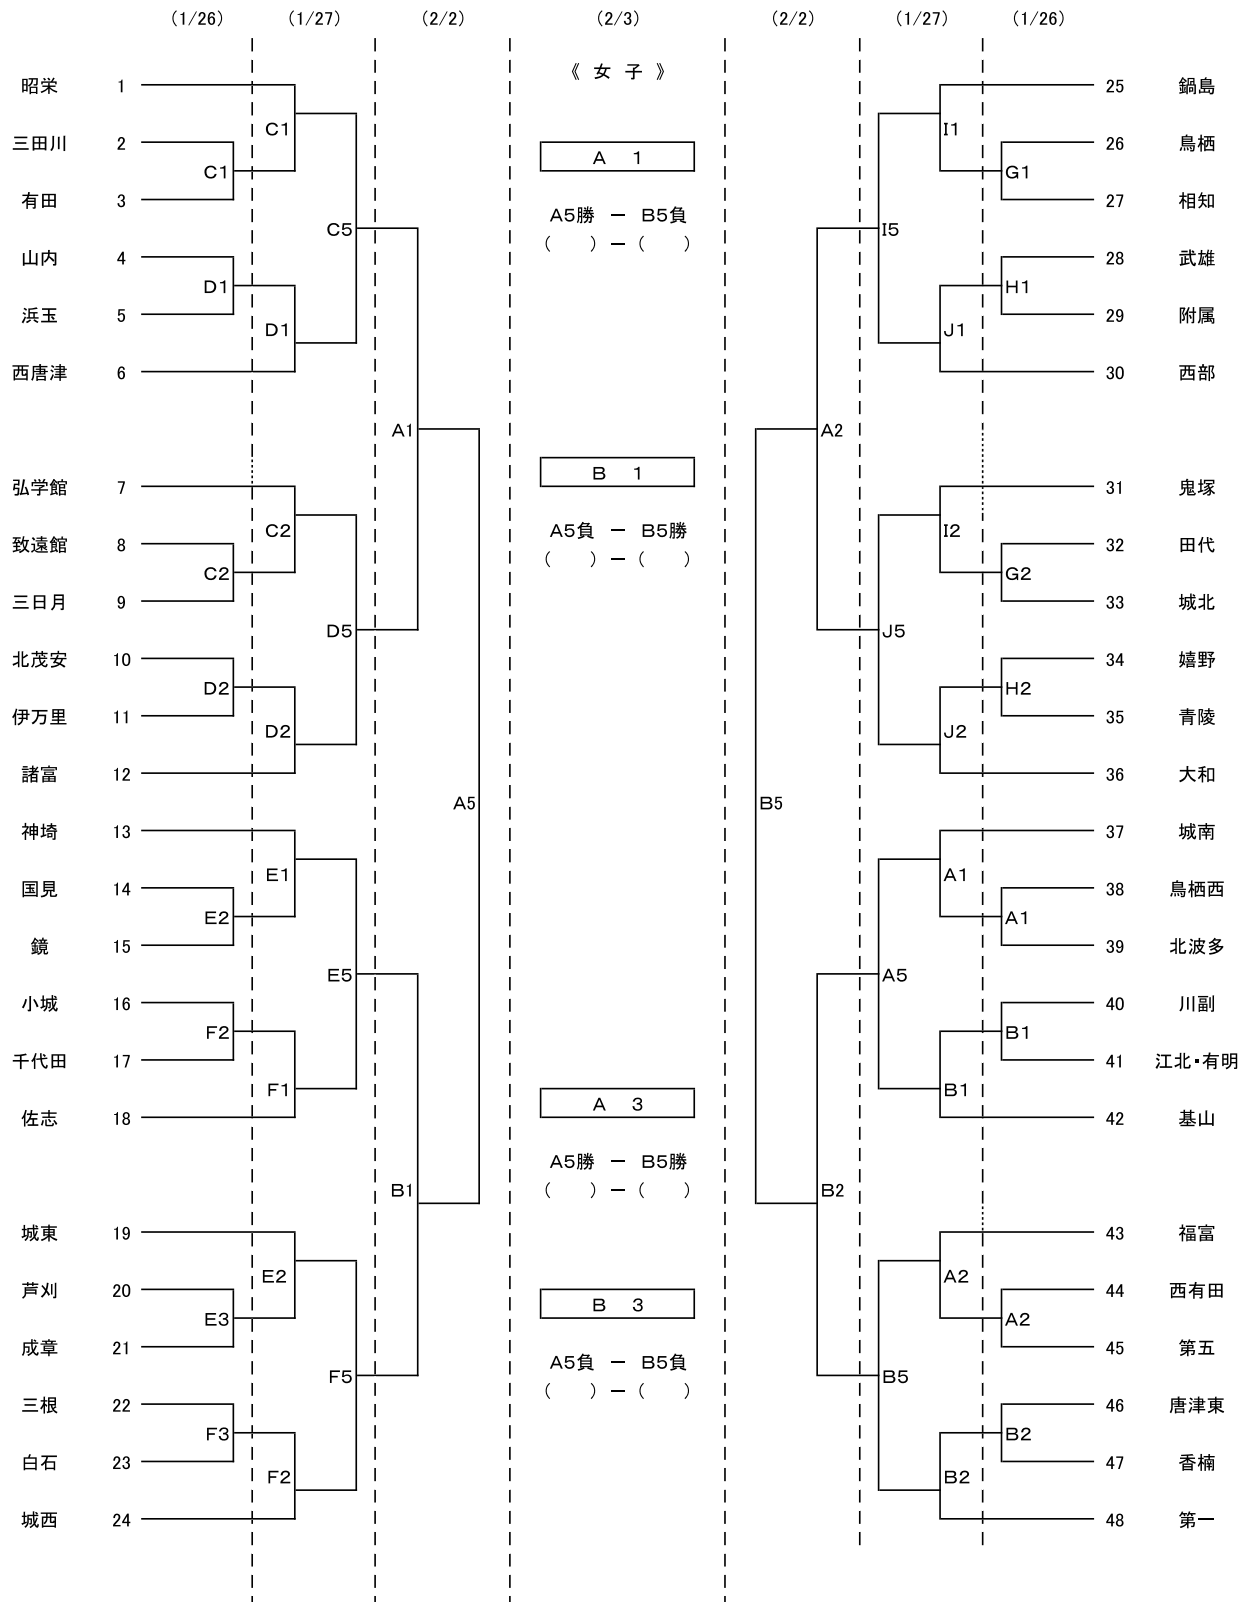 (1/26) (1/27) (2/2) (2/3) (2/2) (1/27) (1/26)
《 女 子 》
昭栄 1 25 鍋島
C1 I1
三田川 2 26 鳥栖
A 1
C1 G1
有田 3 27 相知
A5勝 － B5負
C5 I5
( ) － ( )
山内 4 28 武雄
D1 H1
浜玉 5 29 附属
D1 J1
西唐津 6 30 西部
A1 A2
B 1
弘学館 7 31 鬼塚
C2 A5負 － B5勝 I2
致遠館 8 32 田代
( ) － ( )
C2 G2
三日月 9 33 城北
D5 J5
北茂安 10 34 嬉野
D2 H2
伊万里 11 35 青陵
D2 J2
諸富 12 36 大和
A5 B5
神埼 13 37 城南
E1 A1
国見 14 38 鳥栖西
E2 A1
鏡 15 39 北波多
E5 A5
小城 16 40 川副
F2 B1
千代田 17 41 江北・有明
F1 B1
A 3
佐志 18 42 基山
A5勝 － B5勝
B1 ( ) － ( ) B2
城東 19 43 福富
E2 A2
芦刈 20 44 西有田
B 3
E3 A2
成章 21 45 第五
A5負 － B5負
F5 B5
( ) － ( )
三根 22 46 唐津東
F3 B2
白石 23 47 香楠
F2 B2
城西 24 48 第一